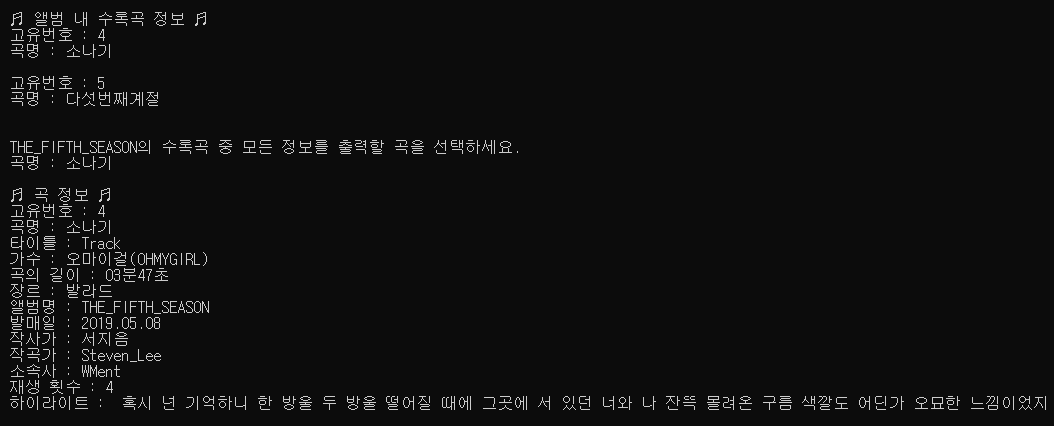 ♬ 앨범 내 수록곡 정보 ♬
고유번호 : 4
곡명 : 소나기
고유번호 : 5
곡명 : 다섯번째계절
THE_FIFTH_SEASON의 수록곡 중 모든 정보를 출력할 곡을 선택하세요.
곡명 : 소나기
♬ 곡 정보 ♬
고유번호 : 4
곡명 : 소나기
타이틀 : Track
가수 : 오마이걸(OHMYGIRL)
곡의 길이 : 03분47초
장르 : 발라드
앨범명 : THE_FIFTH_SEASON
발매일 : 2019.05.08
작사가 : 서지음
작곡가 : Steven_Lee
소속사 : WMent
재생 횟수 : 4
하이라이트 :  혹시 넌 기억하니 한 방울 두 방울 떨어질 때에 그곳에 서 있던 너와 나 잔뜩 몰려온 구름 색깔도 어딘가 오묘한 느낌이었지